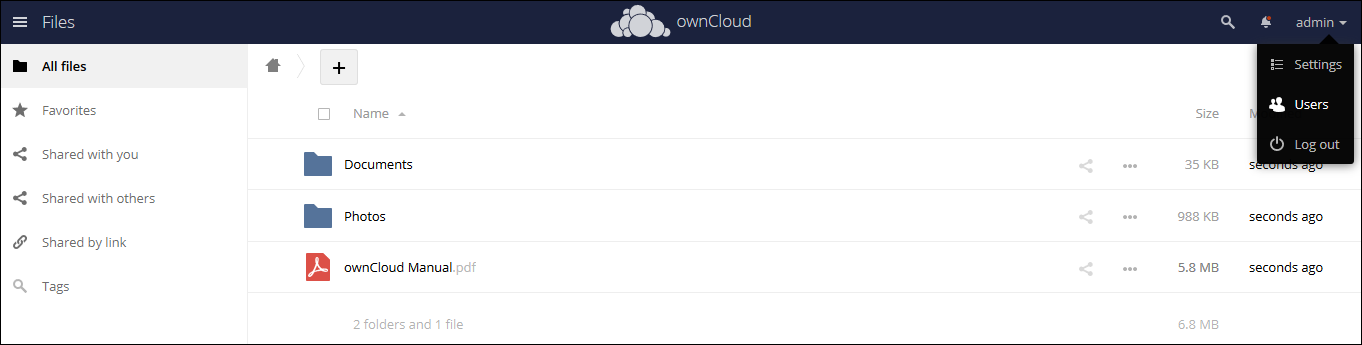 Files
ownCloud
admin
All files
Favorites
Shared with you
Shared with others
Shared by link
Tags
+
Settings
Users
Log out
Name
Size
M
Documents
35 KB
seconds ago
Photos
988 KB
seconds ago
ownCloud Manual.pdf
5.8 MB
seconds ago
2 folders and 1 file
6.8 MB